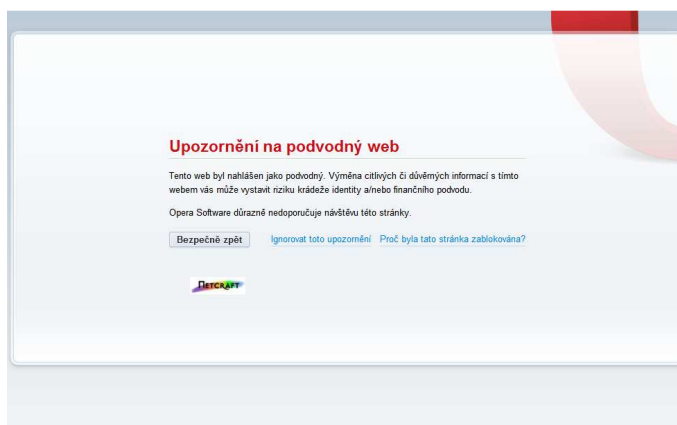 Upozornění na podvodný web
Tento web byl nahlášen jako podvodný. Výměna citlivých či důvěrných informací s tímto
webem vás může vystavit riziku krádeže identity a/nebo finančního podvodu.
Opera Software důrazně nedoporučuje návštěvu této stránky.
Bezpečně zpět Ignorovat toto upozornění Proč byla tato stránka zablokována?
NETCRAFT